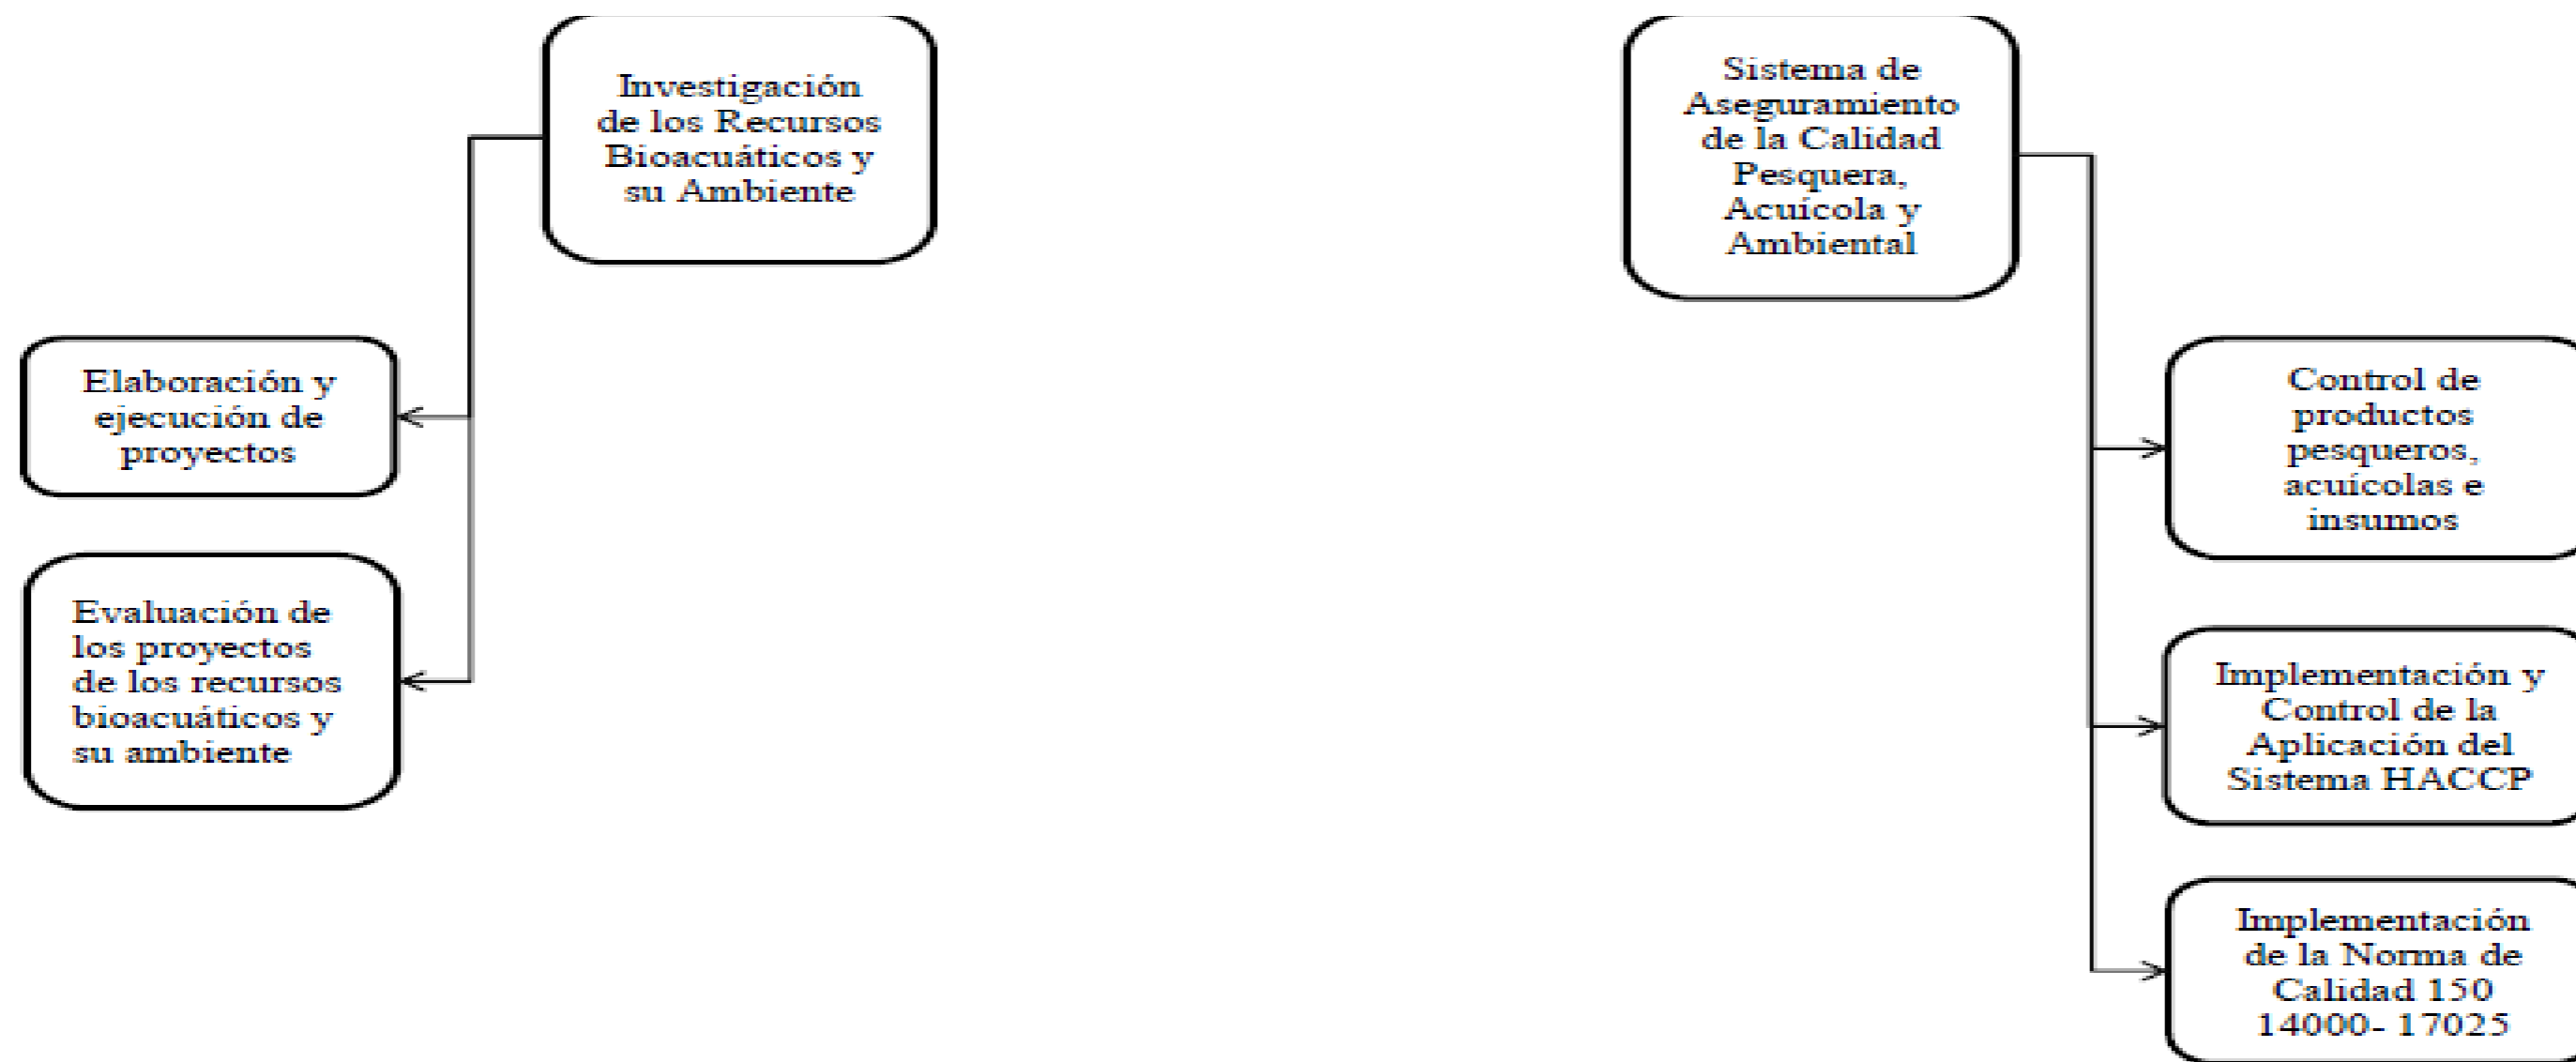 Investigación
de los Recursos
Bioacuáticos y
su Ambiente
Elaboración y
ejecución de
proyectos
Evaluación de
los proyectos
de los recursos
bioacuáticos y
su ambiente
Sistema de
Aseguramiento
de la Calidad
Pesquera,
Acuícola y
Ambiental
Control de
productos
pesqueros,
acuícolas e
insumos
Implementación y
Control de la
Aplicación del
Sistema HACCP
Implementación
de la Norma de
Calidad 150
14000- 17025